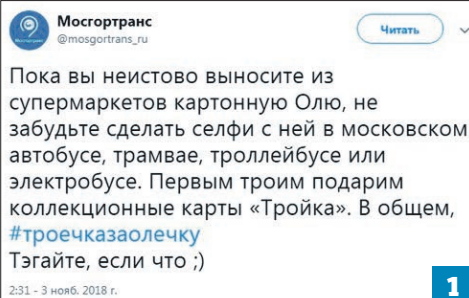 Мосгортранс
@mosgortrans_ru
Читать
Пока вы неистово выносите из
супермаркетов картонную Олю, не
забудьте сделать селфи с ней в московском
автобусе, трамвае, троллейбусе или
электробусе. Первым троим подарим
коллекционные карты «Тройка». В общем,
#троечказаолечку
Тэгайте, если что ;)
2:31 - 3 нояб. 2018 г.
1